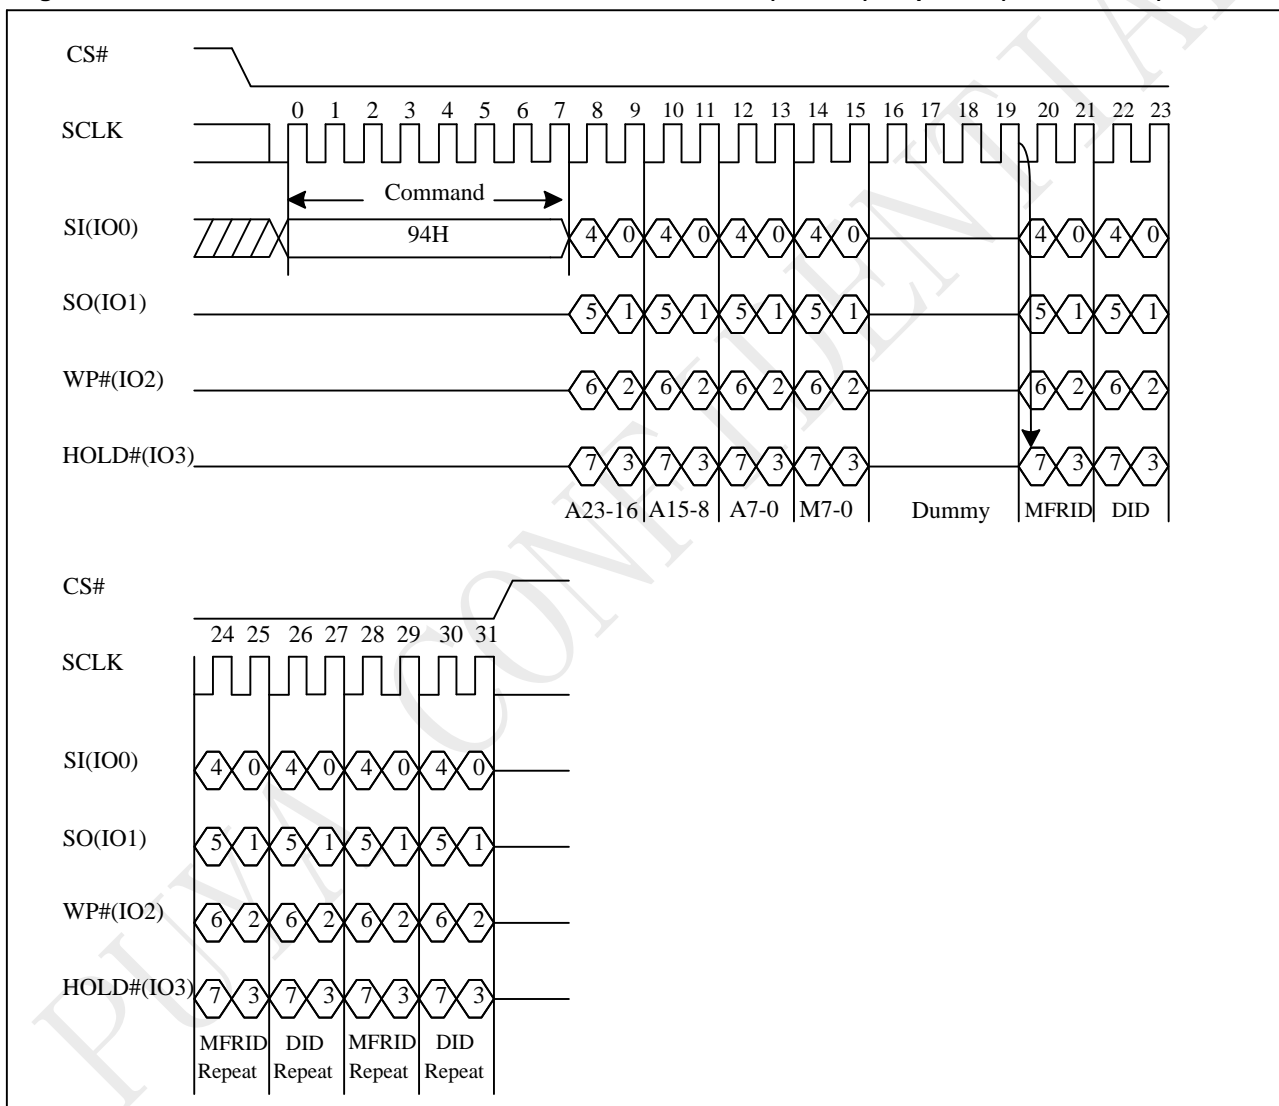 CS#
0 1 2 3 4 5 6 7 8 9 10 11 12 13 14 15 16 17 18 19 20 21 22 23
SCLK
Command
SI(IO0)
94H
4 0 4 0 4 0 4 0 4 0 4 0
SO(IO1)
5 1 5 1 5 1 5 1 5 1 5 1
WP#(IO2)
6 2 6 2 6 2 6 2 6 2 6 2
HOLD#(IO3)
7 3 7 3 7 3 7 3 7 3 7 3
A23-16 A15-8 A7-0 M7-0 Dummy MFRID DID
CS#
24 25 26 27 28 29 30 31
SCLK
SI(IO0)
4 0 4 0 4 0 4 0
SO(IO1)
5 1 5 1 5 1 5 1
WP#(IO2)
6 2 6 2 6 2 6 2
HOLD#(IO3)
7 3 7 3 7 3 7 3
MFRID DID MFRID DID
Repeat Repeat Repeat Repeat
PUYA CONFIDENTIAL